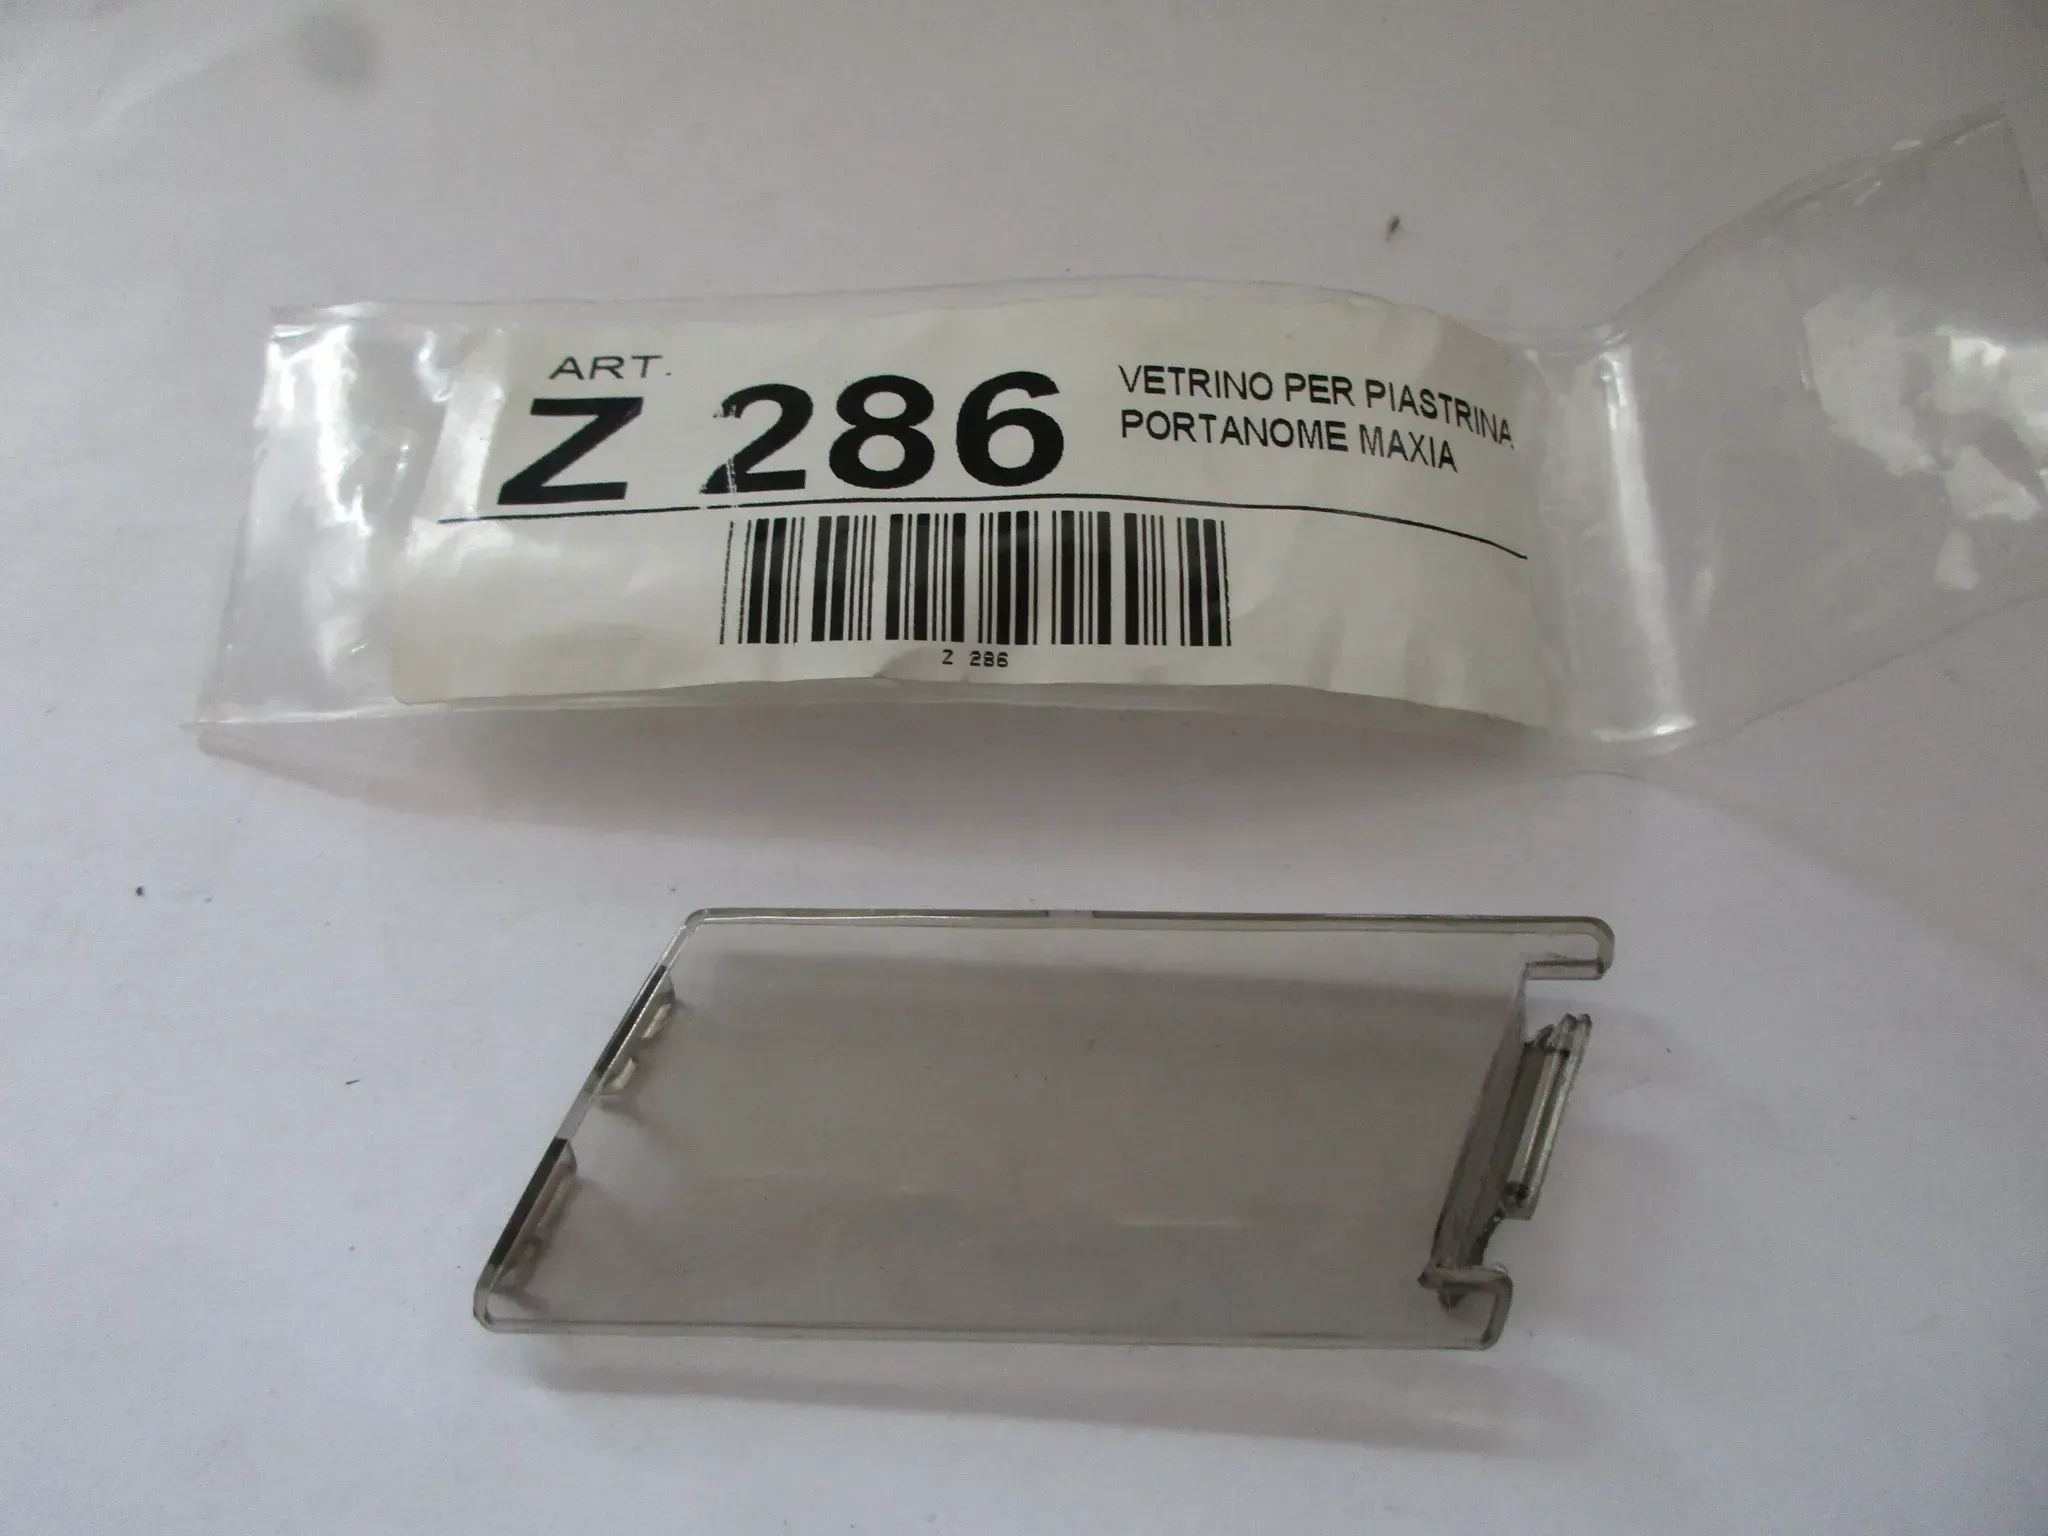 ART.
Z 286
VETRINO PER PIASTRINA
PORTANOME MAXIA
Z 286